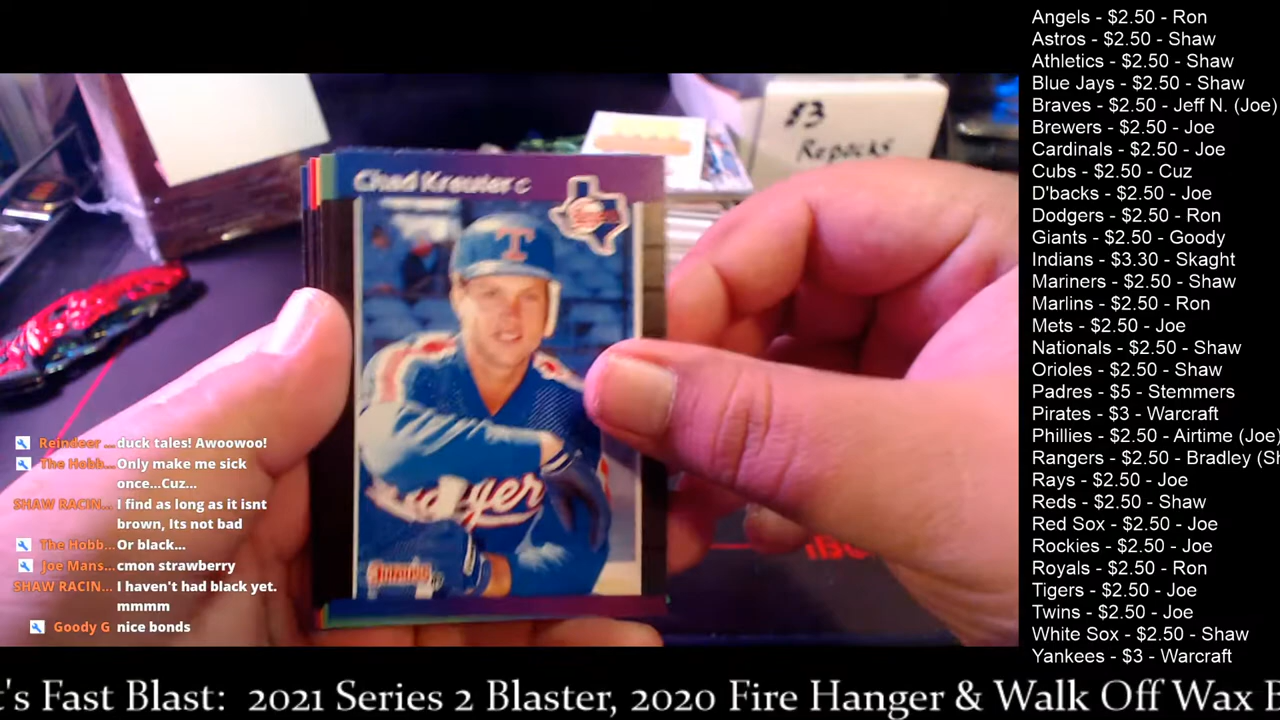 Angels - $2.50 - Ron
Astros - $2.50 - Shaw
Athletics - $2.50 - Shaw
Blue Jays - $2.50 - Shaw
Braves - $2.50 - Jeff N. (Joe)
Brewers - $2.50 - Joe
Cardinals - $2.50 - Joe
Cubs - $2.50 - Cuz
D'backs - $2.50 - Joe
Dodgers - $2.50 - Ron
Giants - $2.50 - Goody
Indians - $3.30 - Skaght
Mariners - $2.50 - Shaw
Marlins - $2.50 - Ron
Mets - $2.50 - Joe
Nationals - $2.50 - Shaw
Orioles - $2.50 - Shaw
Padres - $5 - Stemmers
Pirates - $3 - Warcraft
Phillies - $2.50 - Airtime (Joe)
Rangers - $2.50 - Bradley (Sh
Rays - $2.50 - Joe
Reds - $2.50 - Shaw
Red Sox - $2.50 - Joe
Rockies - $2.50 - Joe
Royals - $2.50 - Ron
Tigers - $2.50 - Joe
Twins - $2.50 - Joe
White Sox - $2.50 - Shaw
Yankees - $3 - Warcraft
$3
Repacks
Chad Kreuter C
T
Donruss
Reindeer ... duck tales! Awoowoo!
The Hobb... Only make me sick
once...Cuz...
SHAW RACIN... I find as long as it isnt
brown, Its not bad
The Hobb... Or black...
Joe Mans... cmon strawberry
SHAW RACIN... I haven't had black yet.
mmmm
Goody G nice bonds
t's Fast Blast: 2021 Series 2 Blaster, 2020 Fire Hanger & Walk Off Wax B